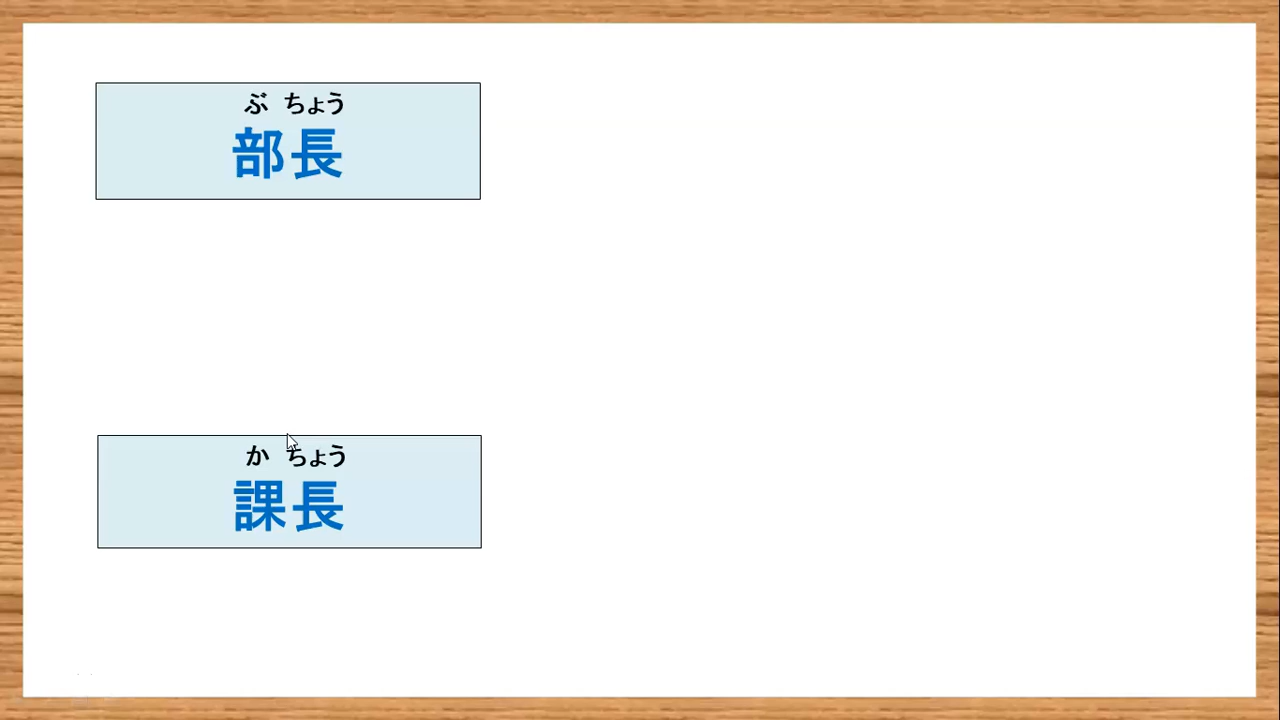 ぶ ちょう
部長
か ちょう
課長